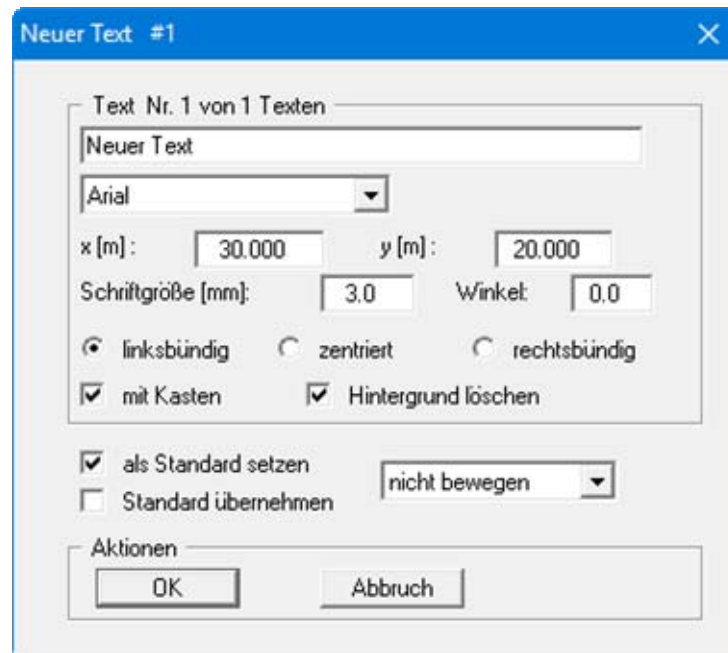 Neuer Text #1
Text Nr. 1 von 1 Texten
Neuer Text
Arial
x [m] : 30.000 y [m] : 20.000
Schriftgröße [mm]: 3.0 Winkel: 0.0
linksbündig zentriert rechtsbündig
mit Kasten Hintergrund löschen
als Standard setzen
nicht bewegen
Standard übernehmen
Aktionen
OK Abbruch